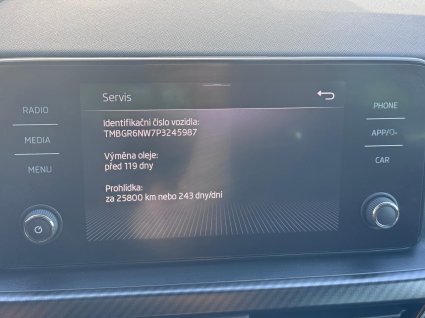 Servis
RADIO
MEDIA
MENU
Identifikační číslo vozidla:
TMBGR6NW7P3245987
Výměna oleje:
před 119 dny
Prohlídka:
za 25800 km nebo 243 dny/dní
PHONE
APP/
CAR